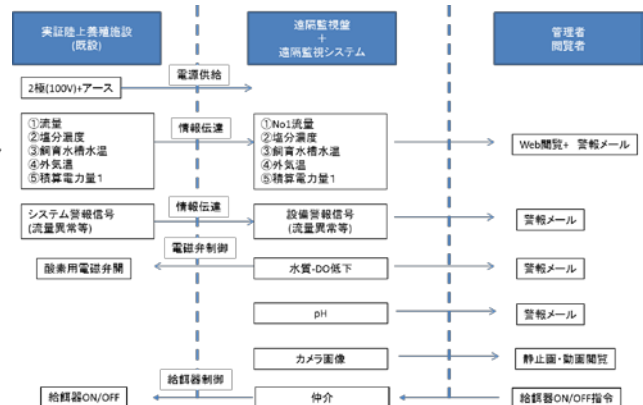 実証陸上養殖施設
(既設)
遠隔監視盤
+
遠隔監視システム
管理者
閲覧者
電源供給
2極(100V)+アース
①流量
②塩分濃度
③飼育水槽水温
④外気温
⑤積算電力量1
情報伝達
①No1流量
②塩分濃度
③飼育水槽水温
④外気温
⑤積算電力量1
Web閲覧+ 警報メール
システム警報信号
(流量異常等)
情報伝達
設備警報信号
(流量異常等)
警報メール
電磁弁制御
酸素用電磁弁開
水質-DO低下
警報メール
pH
警報メール
カメラ画像
静止画・動画閲覧
給餌器制御
給餌器ON/OFF
仲介
給餌器ON/OFF指令